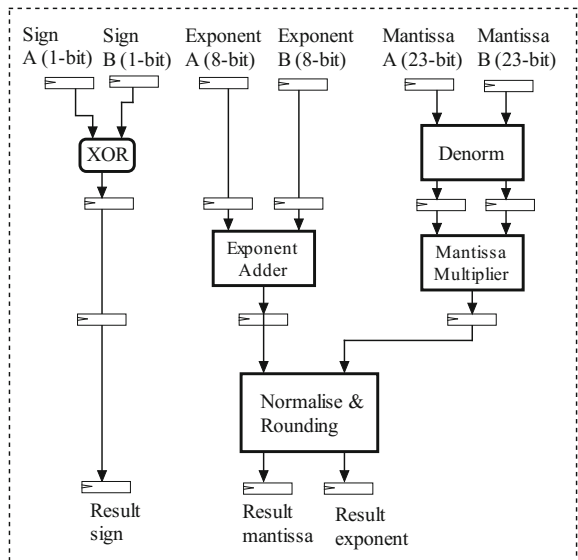 Sign
A (1-bit)
Sign
B (1-bit)
Exponent
A (8-bit)
Exponent
B (8-bit)
Mantissa
A (23-bit)
Mantissa
B (23-bit)
XOR
Denorm
Exponent
Adder
Mantissa
Multiplier
Normalise &
Rounding
Result
sign
Result
mantissa
Result
exponent